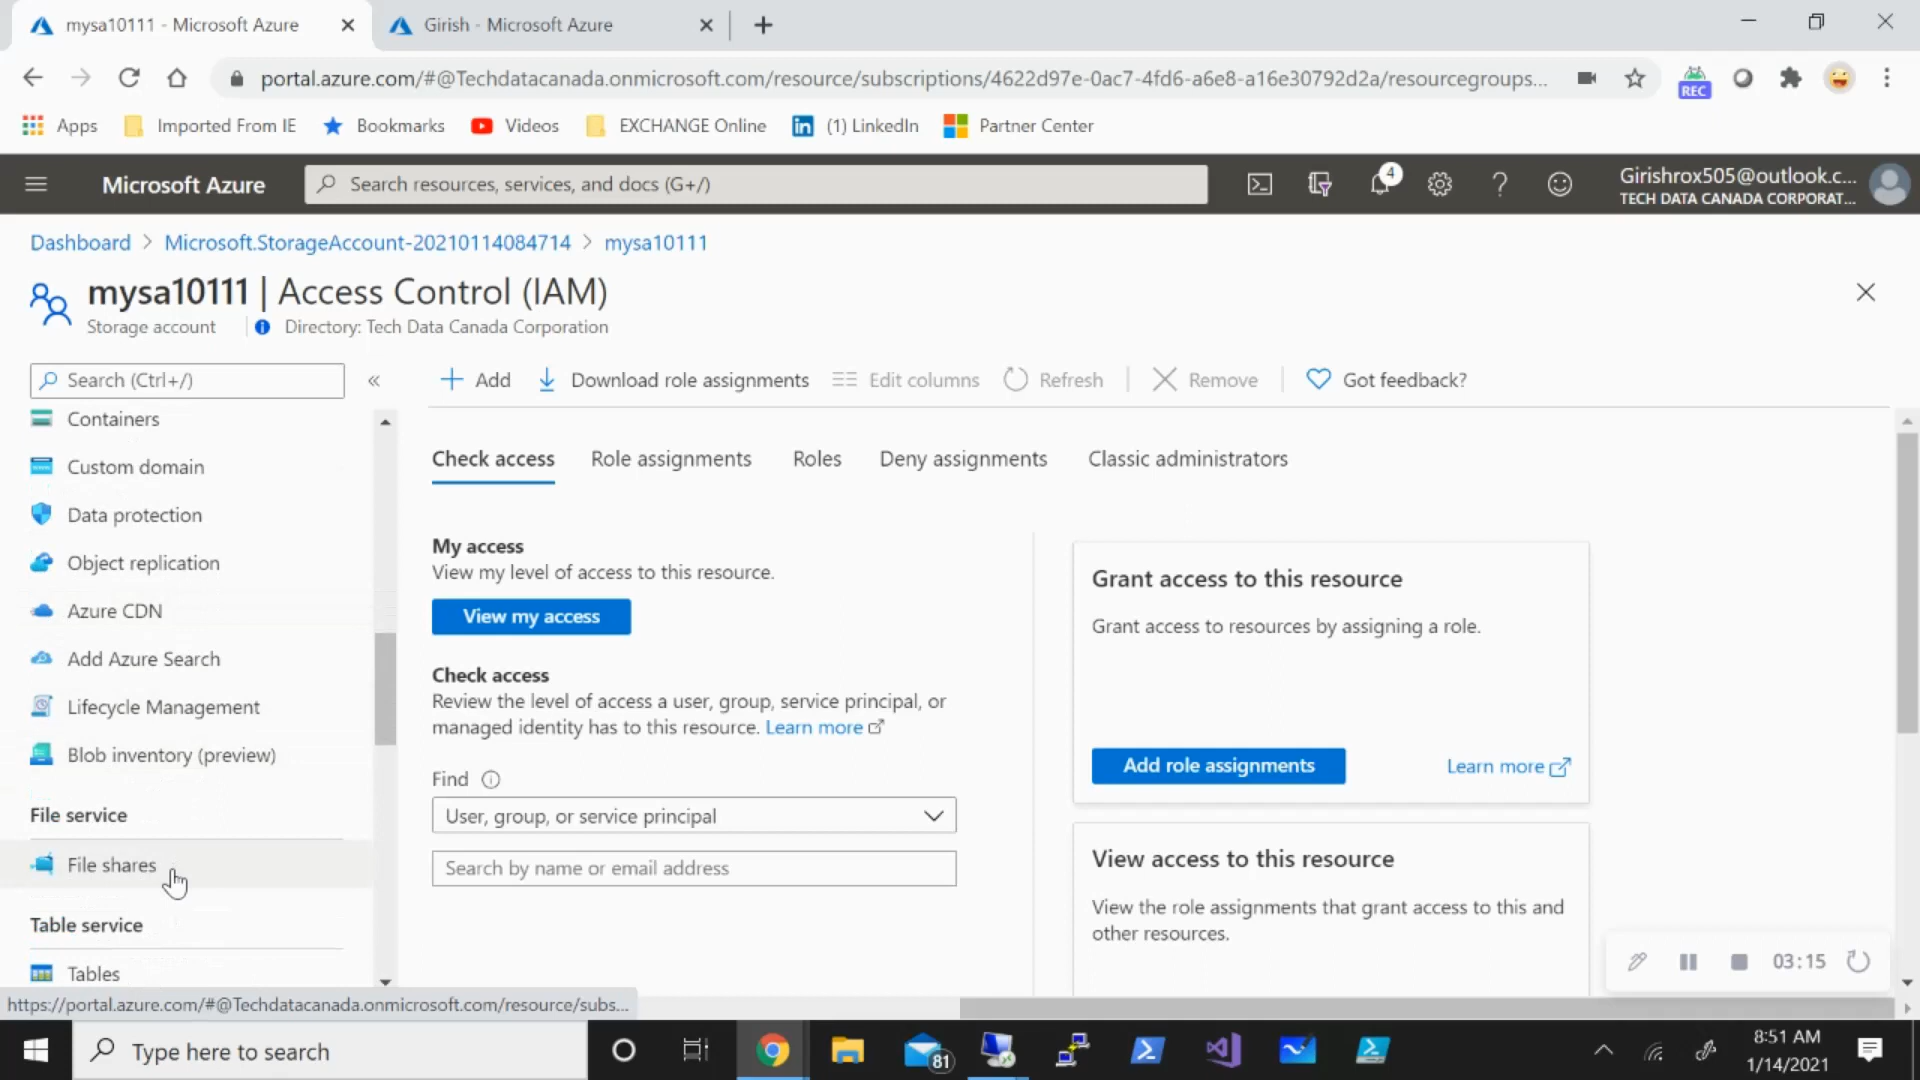 mysa10111 - Microsoft Azure
Girish - Microsoft Azure
portal.azure.com/#@Techdatacanada.onmicrosoft.com/resource/subscriptions/4622d97e-0ac7-4fd6-a6e8-a16e30792d2a/resourcegroups...
REC
Apps
Imported From IE
Bookmarks
Videos
EXCHANGE Online
(1) LinkedIn
Partner Center
Microsoft Azure
Search resources, services, and docs (G+/)
4
Girishrox505@outlook.c...
TECH DATA CANADA CORPORAT...
Dashboard > Microsoft.StorageAccount-20210114084714 > mysa10111
mysa10111 | Access Control (IAM)
Storage account
Directory: Tech Data Canada Corporation
Search (Ctrl+/)
Add
Download role assignments
Edit columns
Refresh
Remove
Got feedback?
Containers
Custom domain
Data protection
Object replication
Azure CDN
Add Azure Search
Lifecycle Management
Blob inventory (preview)
File service
File shares
Table service
Tables
Check access
Role assignments
Roles
Deny assignments
Classic administrators
My access
View my level of access to this resource.
View my access
Check access
Review the level of access a user, group, service principal, or
managed identity has to this resource. Learn more
Find
User, group, or service principal
Search by name or email address
Grant access to this resource
Grant access to resources by assigning a role.
Add role assignments
Learn more
View access to this resource
View the role assignments that grant access to this and
other resources.
03:15
https://portal.azure.com/#@Techdatacanada.onmicrosoft.com/resource/subs...
Type here to search
81
8:51 AM
1/14/2021